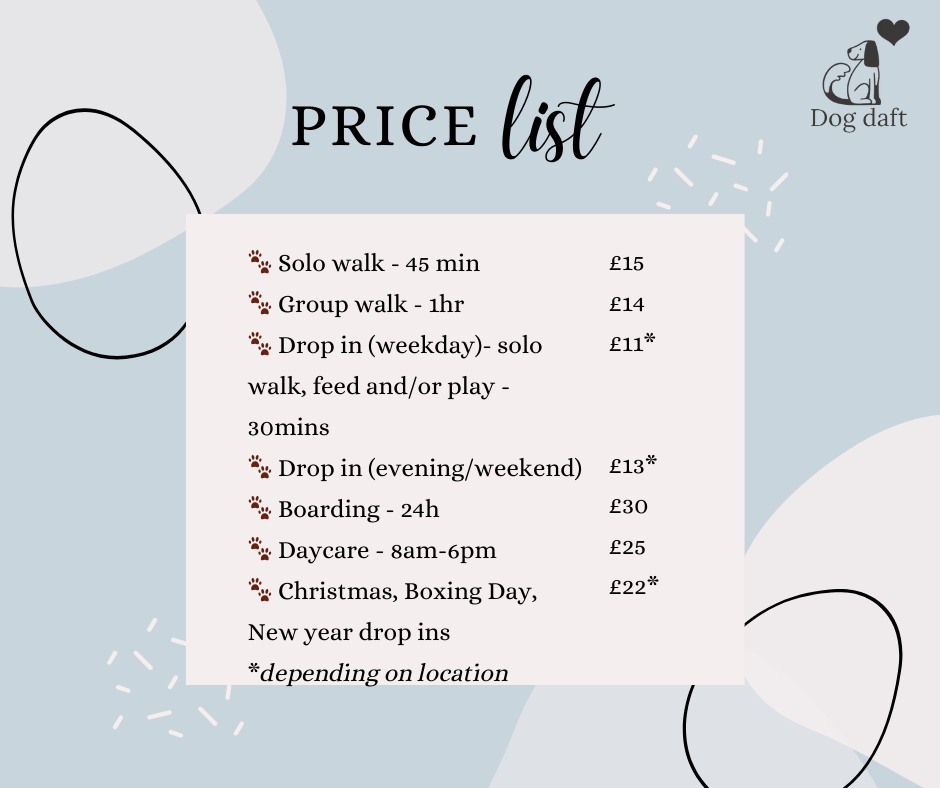 Dog daft
PRICE list
🐾 Solo walk - 45 min £15
🐾 Group walk - 1hr £14
🐾 Drop in (weekday)- solo £11*
walk, feed and/or play -
30mins
🐾 Drop in (evening/weekend) £13*
🐾 Boarding - 24h £30
🐾 Daycare - 8am-6pm £25
🐾 Christmas, Boxing Day, £22*
New year drop ins
*depending on location